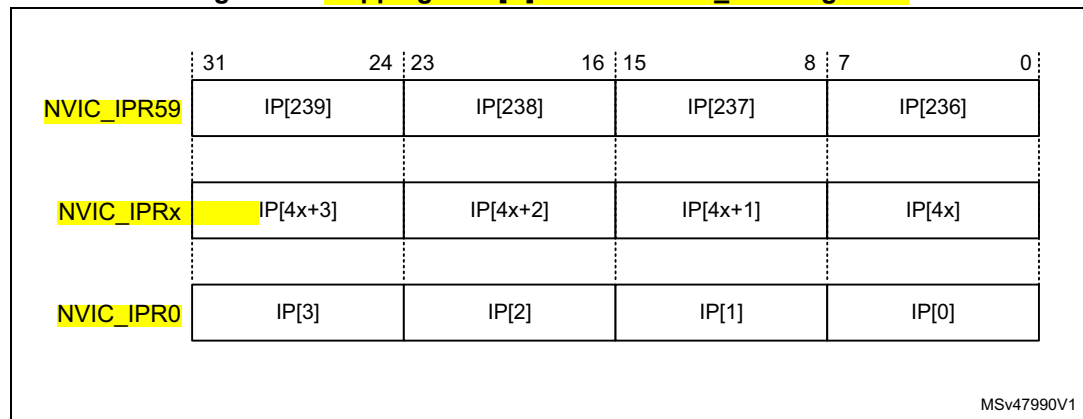 31 24 23 16 15 8 7 0
NVIC_IPR59 IP[239] IP[238] IP[237] IP[236]
NVIC_IPRx IP[4x+3] IP[4x+2] IP[4x+1] IP[4x]
NVIC_IPR0 IP[3] IP[2] IP[1] IP[0]
MSv47990V1